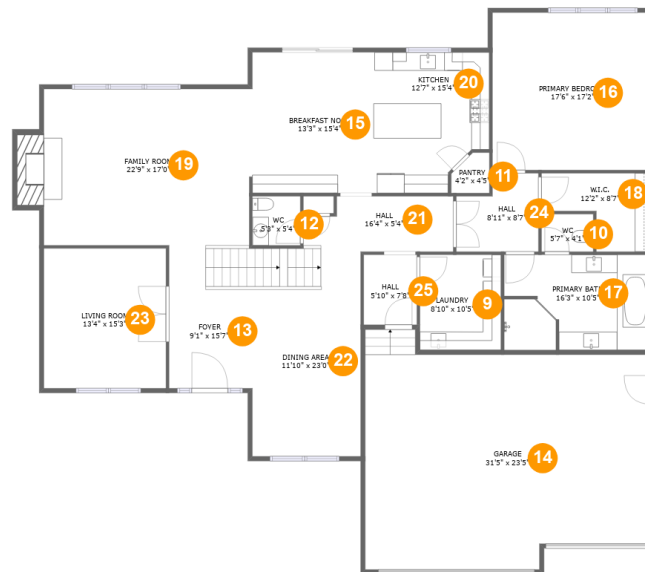 PRIMARY BEDRO
17'6" x 17'2"
16
KITCHEN
12'7" x 15'4"
20
BREAKFAST NO
13'3" x 15'4"
15
FAMILY ROOM
22'9" x 17'0"
19
PANTRY
4'2" x 4'5"
11
W.I.C.
12'2" x 8'7"
18
HALL
8'11" x 8'7"
24
HALL
16'4" x 5'4"
21
WC
5'3" x 5'4"
12
WC
5'7" x 4'1"
10
HALL
5'10" x 7'8"
25
LAUNDRY
8'10" x 10'5"
9
PRIMARY BATH
16'3" x 10'5"
17
LIVING ROOM
13'4" x 15'3"
23
FOYER
9'1" x 15'7"
13
DINING AREA
11'10" x 23'0"
22
GARAGE
31'5" x 23'5"
14